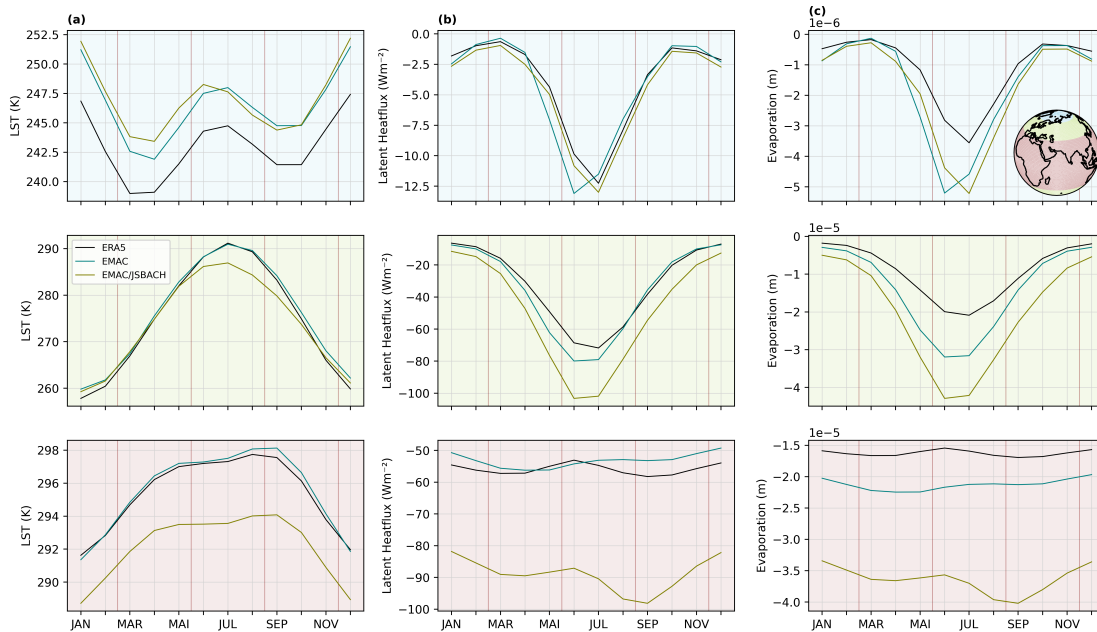 (a)
(b)
(c)
252.5
250.0
247.5
245.0
242.5
240.0
LST (K)
0.0
−2.5
−5.0
−7.5
−10.0
−12.5
Latent Heatflux (Wm⁻²)
1e−6
0
−1
−2
−3
−4
−5
Evaporation (m)
290
280
270
260
LST (K)
ERA5
EMAC
EMAC/JSBACH
−20
−40
−60
−80
−100
Latent Heatflux (Wm⁻²)
1e−5
0
−1
−2
−3
−4
Evaporation (m)
298
296
294
292
290
LST (K)
JAN
MAR
MAI
JUL
SEP
NOV
−50
−60
−70
−80
−90
−100
Latent Heatflux (Wm⁻²)
JAN
MAR
MAI
JUL
SEP
NOV
1e−5
−1.5
−2.0
−2.5
−3.0
−3.5
−4.0
Evaporation (m)
JAN
MAR
MAI
JUL
SEP
NOV